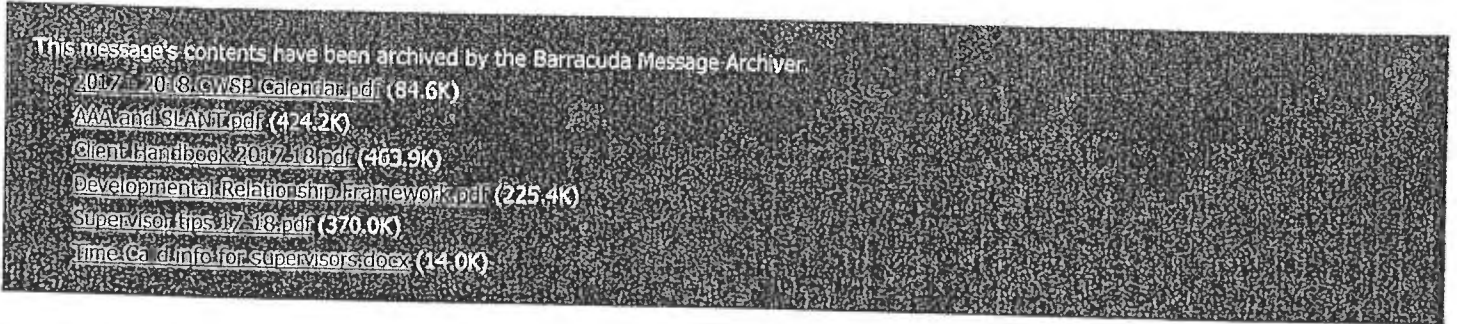 This message's contents have been archived by the Barracuda Message Archiver.
2017 - 2018 CWSP Calendar.pdf (84.6K)
AAA and SLANT.pdf (424.2K)
Client Handbook 2017-18.pdf (463.9K)
Developmental Relationship Framework.pdf (225.4K)
Supervisor tips 17-18.pdf (370.0K)
Time Card info for supervisors.docx (14.0K)